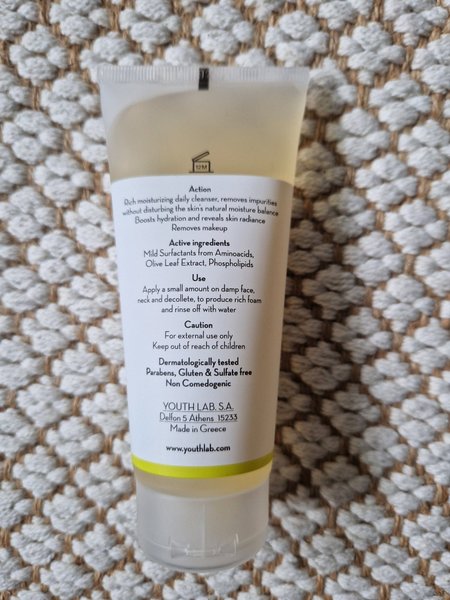 12M
Action
Rich moisturizing daily cleanser, removes impurities
without disturbing the skin's natural moisture balance
Boosts hydration and reveals skin radiance
Removes makeup
Active ingredients
Mild Surfactants from Aminoacids,
Olive Leaf Extract, Phospholipids
Use
Apply a small amount on damp face,
neck and decollete, to produce rich foam
and rinse off with water
Caution
For external use only
Keep out of reach of children
Dermatologically tested
Parabens, Gluten & Sulfate free
Non Comedogenic
YOUTH LAB. S.A.
Delfon 5 Athens 15233
Made in Greece
www.youthlab.com